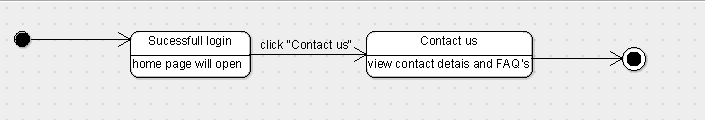 Sucessfull login
home page will open
click "Contact us"
Contact us
view contact detais and FAQ's